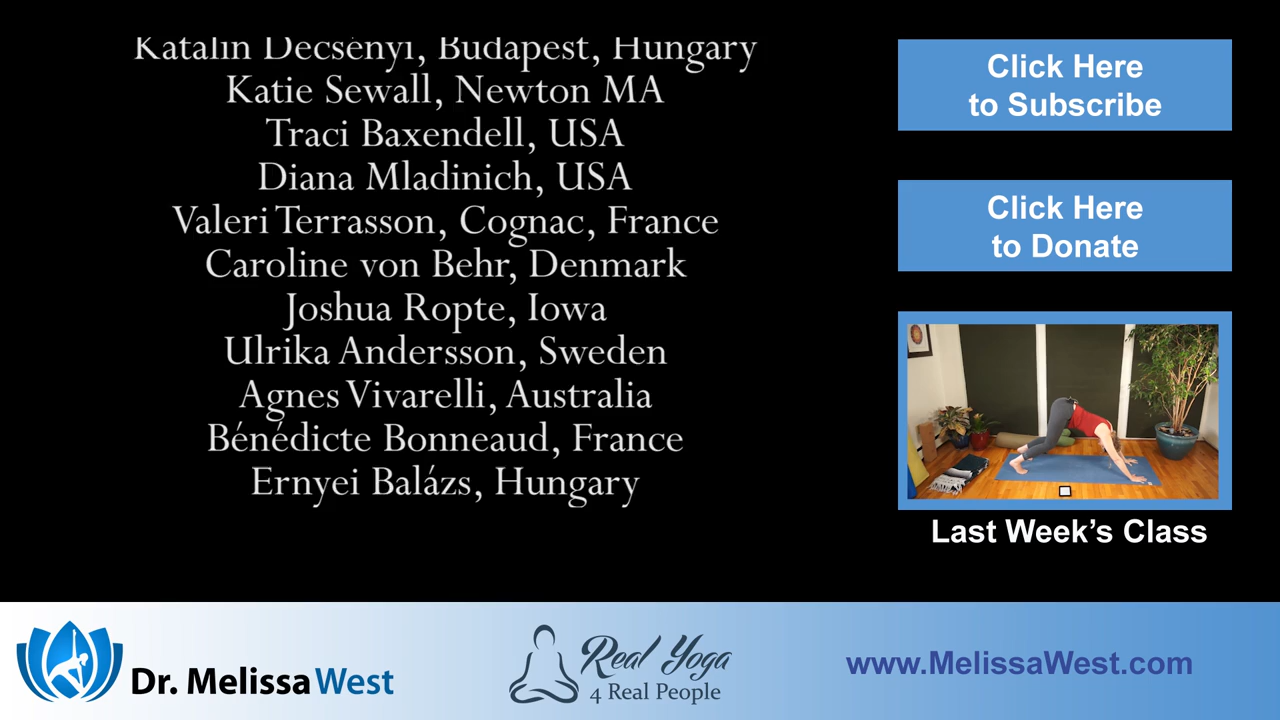 Katalin Decsényi, Budapest, Hungary
Katie Sewall, Newton MA
Traci Baxendell, USA
Diana Mladinich, USA
Valeri Terrasson, Cognac, France
Caroline von Behr, Denmark
Joshua Ropte, Iowa
Ulrika Andersson, Sweden
Agnes Vivarelli, Australia
Bénédicte Bonneaud, France
Ernyei Balázs, Hungary
Click Here
to Subscribe
Click Here
to Donate
Last Week's Class
Dr. Melissa West
Real Yoga
4 Real People
www.MelissaWest.com